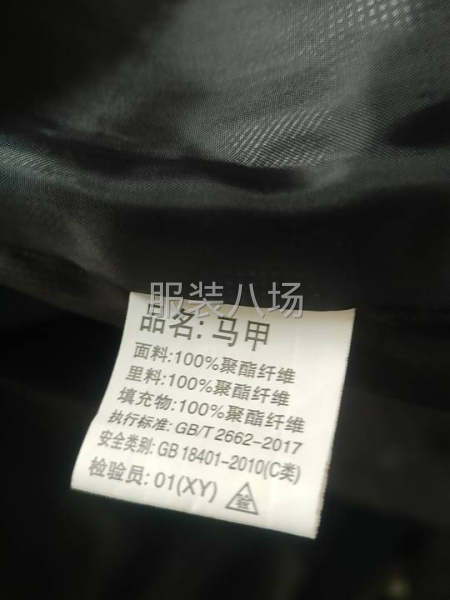 服装八场
品名:马甲
面料:100%聚酯纤维
里料:100%聚酯纤维
填充物:100%聚酯纤维
执行标准:GB/T 2662-2017
安全类别:GB 18401-2010(C类)
检验员:01(XY)